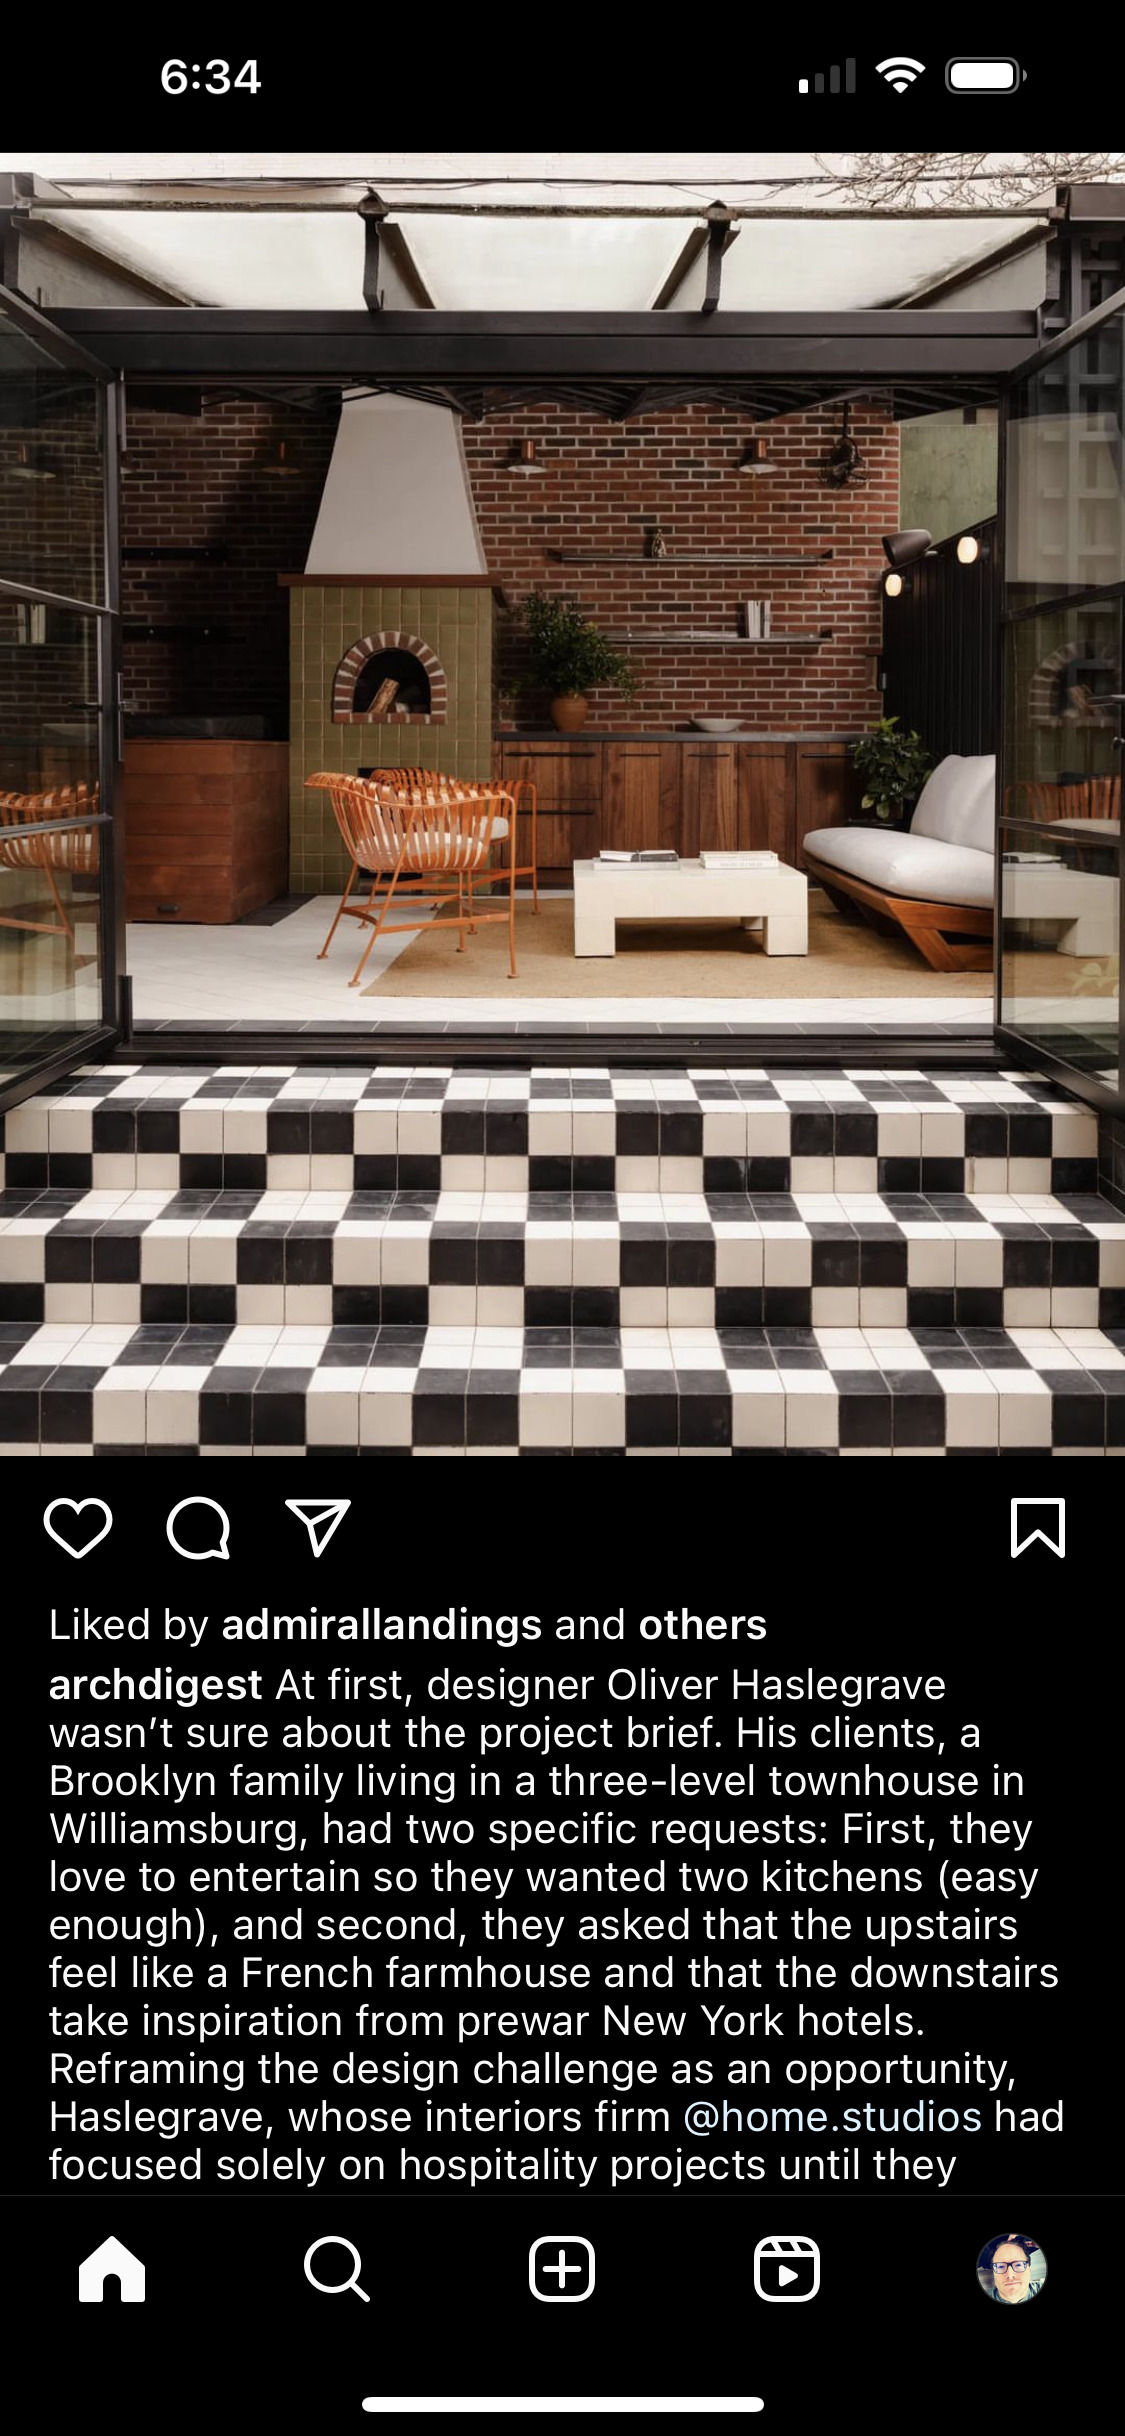 6:34
Liked by admirallandings and others
archdigest At first, designer Oliver Haslegrave
wasn’t sure about the project brief. His clients, a
Brooklyn family living in a three-level townhouse in
Williamsburg, had two specific requests: First, they
love to entertain so they wanted two kitchens (easy
enough), and second, they asked that the upstairs
feel like a French farmhouse and that the downstairs
take inspiration from prewar New York hotels.
Reframing the design challenge as an opportunity,
Haslegrave, whose interiors firm @home.studios had
focused solely on hospitality projects until they